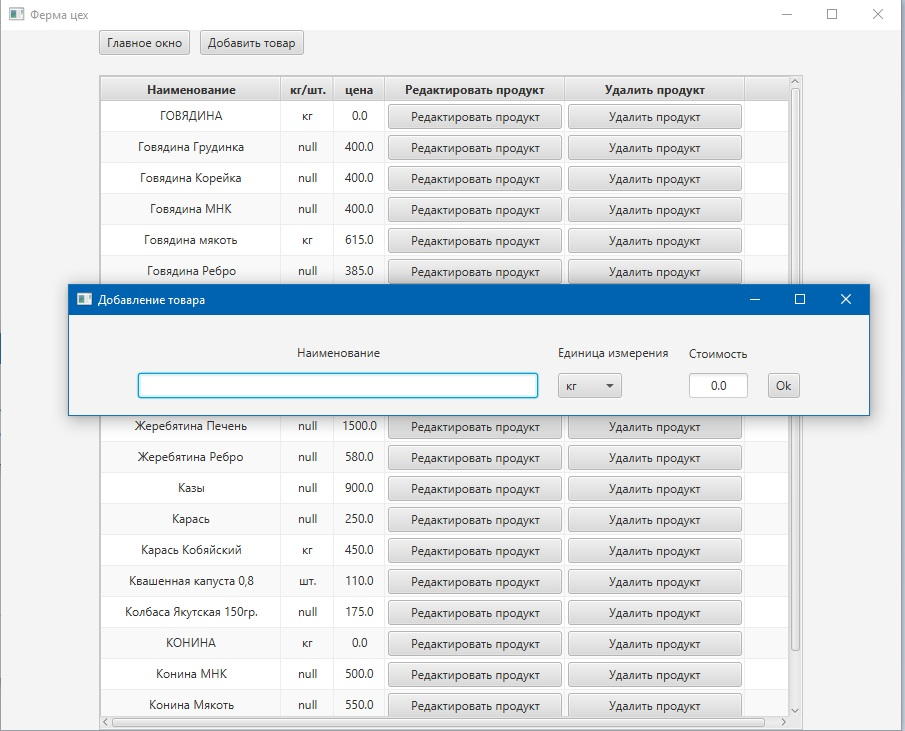 Ферма цех
Главное окно Добавить товар
Наименование кг/шт. цена Редактировать продукт Удалить продукт
ГОВЯДИНА кг 0.0 Редактировать продукт Удалить продукт
Говядина Грудинка null 400.0 Редактировать продукт Удалить продукт
Говядина Корейка null 400.0 Редактировать продукт Удалить продукт
Говядина МНК null 400.0 Редактировать продукт Удалить продукт
Говядина мякоть кг 615.0 Редактировать продукт Удалить продукт
Говядина Ребро null 385.0 Редактировать продукт Удалить продукт
Добавление товара
Наименование Единица измерения Стоимость
кг 0.0 Ok
Жеребятина Печень null 1500.0 Редактировать продукт Удалить продукт
Жеребятина Ребро null 580.0 Редактировать продукт Удалить продукт
Казы null 900.0 Редактировать продукт Удалить продукт
Карась null 250.0 Редактировать продукт Удалить продукт
Карась Кобяйский кг 450.0 Редактировать продукт Удалить продукт
Квашенная капуста 0,8 шт. 110.0 Редактировать продукт Удалить продукт
Колбаса Якутская 150гр. null 175.0 Редактировать продукт Удалить продукт
КОНИНА кг 0.0 Редактировать продукт Удалить продукт
Конина МНК null 500.0 Редактировать продукт Удалить продукт
Конина Мякоть null 550.0 Редактировать продукт Удалить продукт